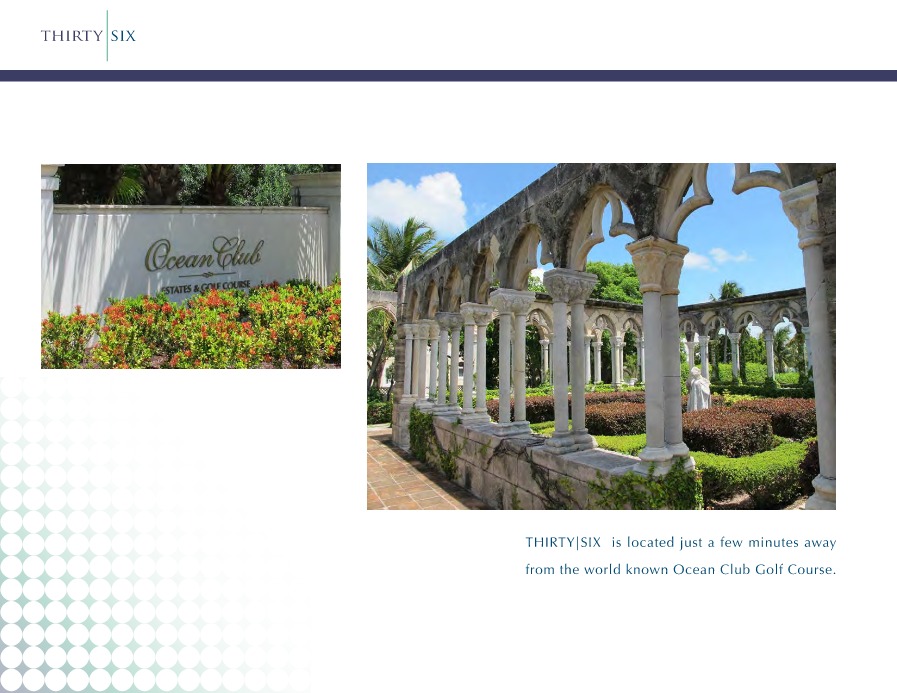 THIRTY|SIX
Ocean Club
ESTATES & GOLF COURSE
THIRTY|SIX is located just a few minutes away
from the world known Ocean Club Golf Course.